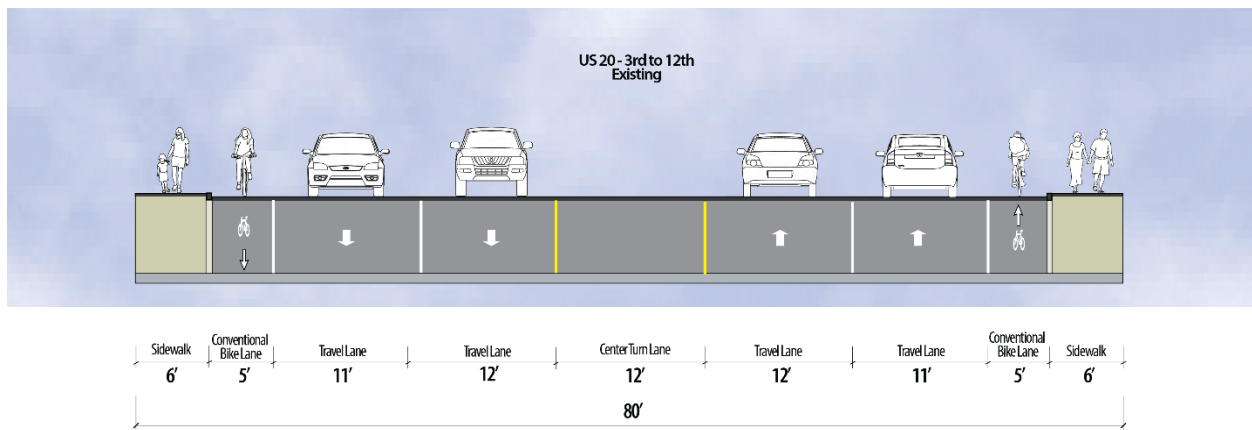 US 20 - 3rd to 12th
Existing
Sidewalk
6'
Conventional
Bike Lane
5'
Travel Lane
11'
Travel Lane
12'
Center Turn Lane
12'
Travel Lane
12'
Travel Lane
11'
Conventional
Bike Lane
5'
Sidewalk
6'
80'